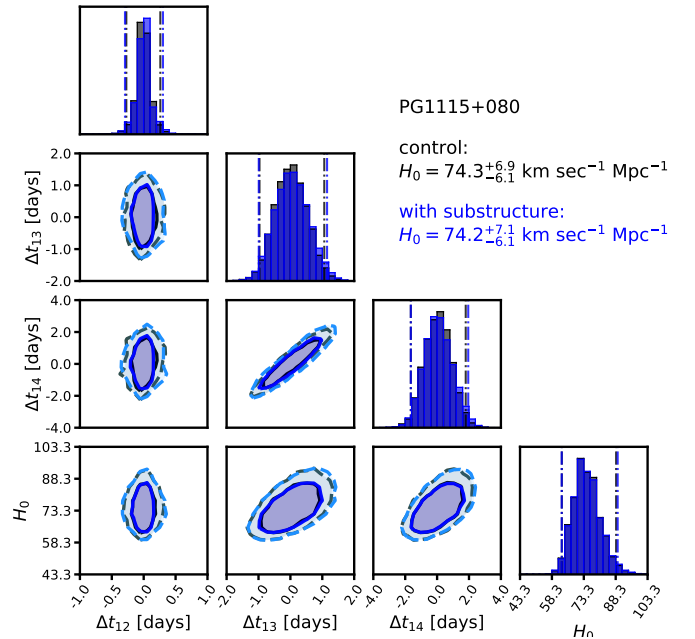 PG1115+080
control:
H₀ = 74.3⁺⁶·⁹₋₆.₁ km sec⁻¹ Mpc⁻¹
with substructure:
H₀ = 74.2⁺⁷·¹₋₆.₁ km sec⁻¹ Mpc⁻¹
2.0
1.0
0.0
-1.0
-2.0
Δt₁₃ [days]
4.0
2.0
0.0
-2.0
-4.0
Δt₁₄ [days]
103.3
88.3
73.3
58.3
43.3
H₀
-1.0 -0.5 0.0 0.5 1.0
Δt₁₂ [days]
-2.0 -1.0 0.0 1.0 2.0
Δt₁₃ [days]
-4.0 -2.0 0.0 2.0 4.0
Δt₁₄ [days]
43.3 58.3 73.3 88.3 103.3
H₀